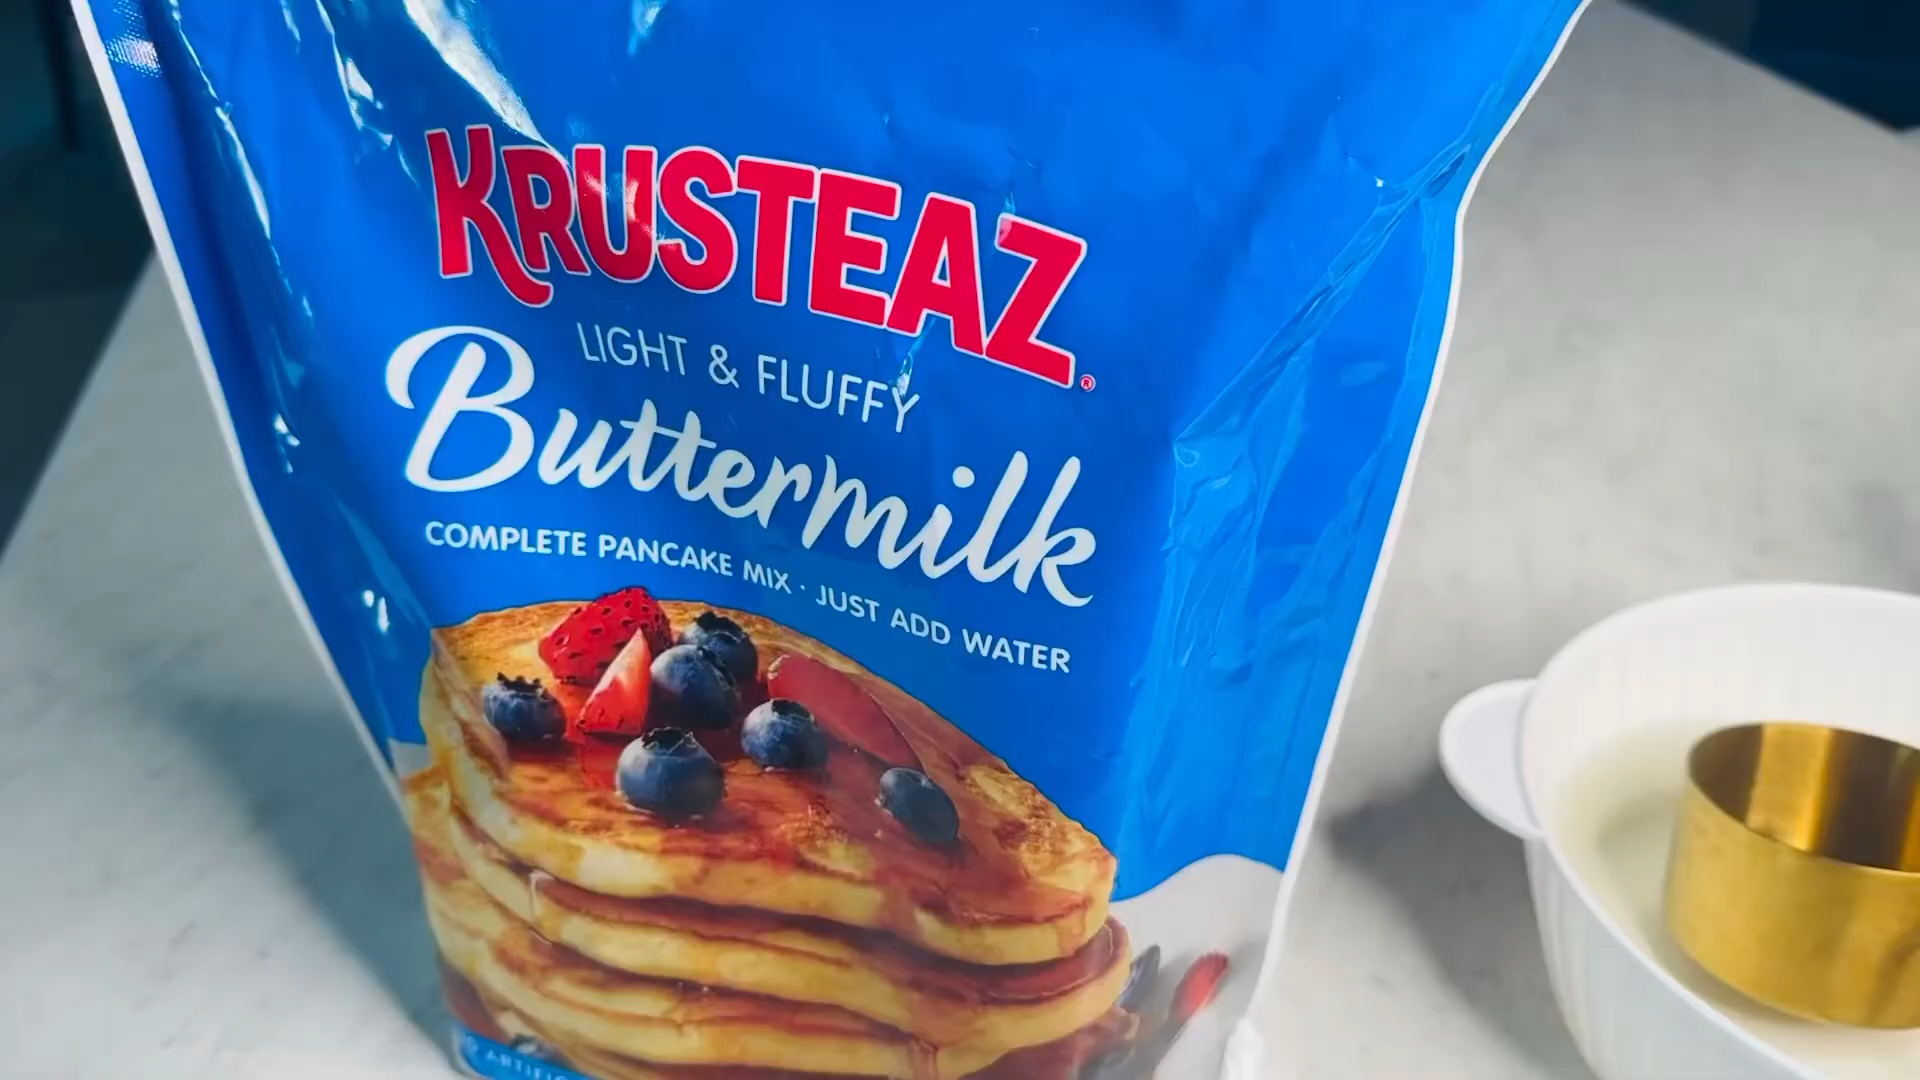 KRUSTEAZ®
LIGHT & FLUFFY
Buttermilk
COMPLETE PANCAKE MIX · JUST ADD WATER